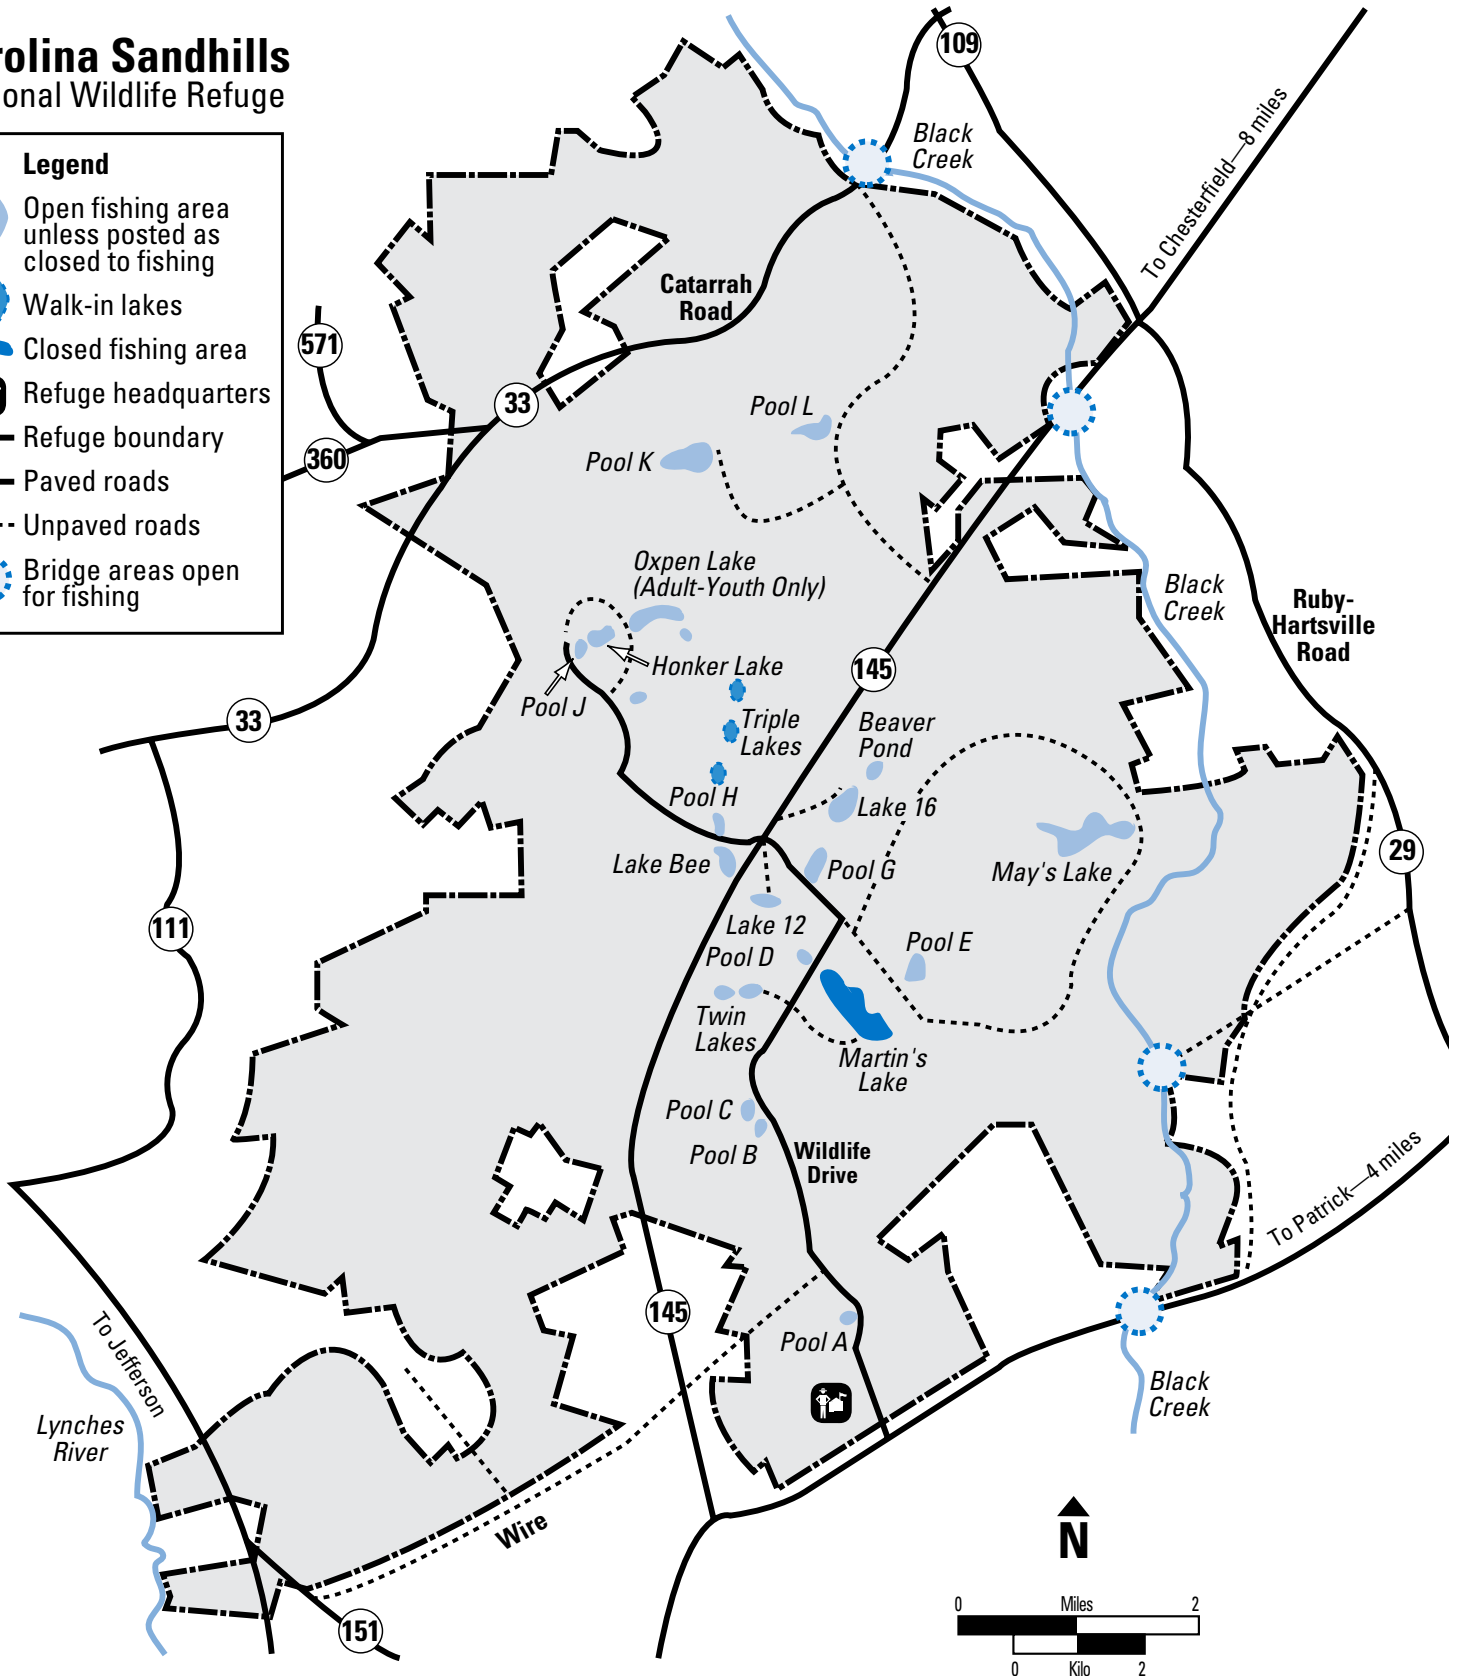 rolina Sandhills
onal Wildlife Refuge
Legend
Open fishing area
unless posted as
closed to fishing
Walk-in lakes
Closed fishing area
Refuge headquarters
Refuge boundary
Paved roads
Unpaved roads
Bridge areas open
for fishing
109
Black
Creek
To Chesterfield—8 miles
Catarrah
Road
571
33
360
Pool L
Pool K
Oxpen Lake
(Adult-Youth Only)
Black
Creek
Ruby-
Hartsville
Road
Honker Lake
145
Pool J
33
Triple
Lakes
Beaver
Pond
Pool H
Lake 16
29
Lake Bee
Pool G
May's Lake
111
Lake 12
Pool D
Pool E
Twin
Lakes
Martin's
Lake
Pool C
Pool B
Wildlife
Drive
To Patrick—4 miles
145
Pool A
To Jefferson
Black
Creek
Lynches
River
Wire
N
151
0 Miles 2
0 Kilo 2